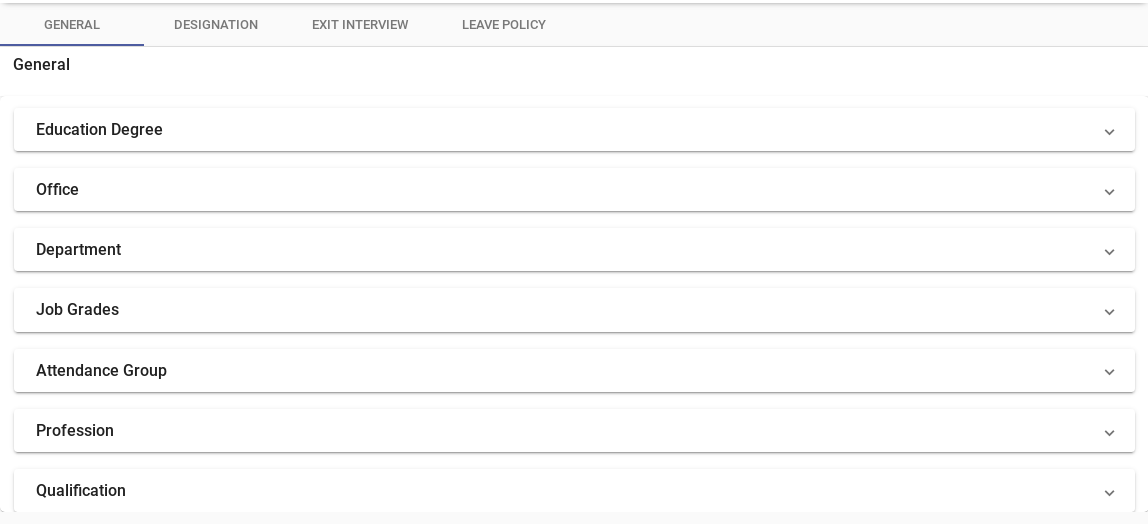 GENERAL DESIGNATION EXIT INTERVIEW LEAVE POLICY
General
Education Degree
Office
Department
Job Grades
Attendance Group
Profession
Qualification